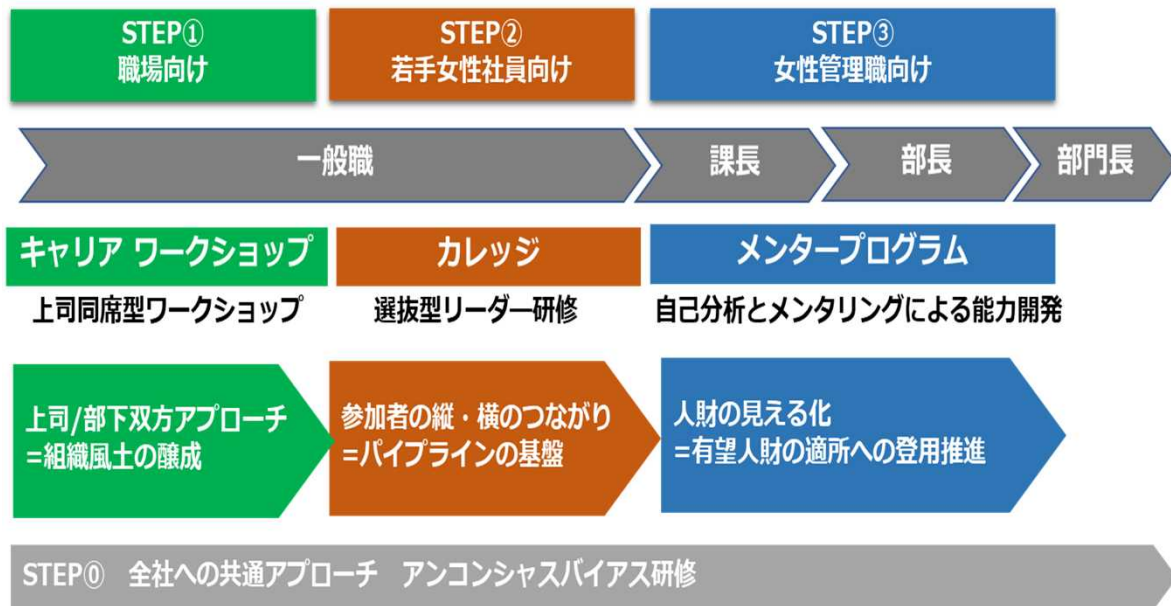 STEP①
職場向け
STEP②
若手女性社員向け
STEP③
女性管理職向け
一般職
課長
部長
部門長
キャリア ワークショップ
カレッジ
メンタープログラム
上司同席型ワークショップ
選抜型リーダ―研修
自己分析とメンタリングによる能力開発
上司/部下双方アプローチ
=組織風土の醸成
参加者の縦・横のつながり
=パイプラインの基盤
人財の見える化
=有望人財の適所への登用推進
STEP⓪ 全社への共通アプローチ アンコンシャスバイアス研修